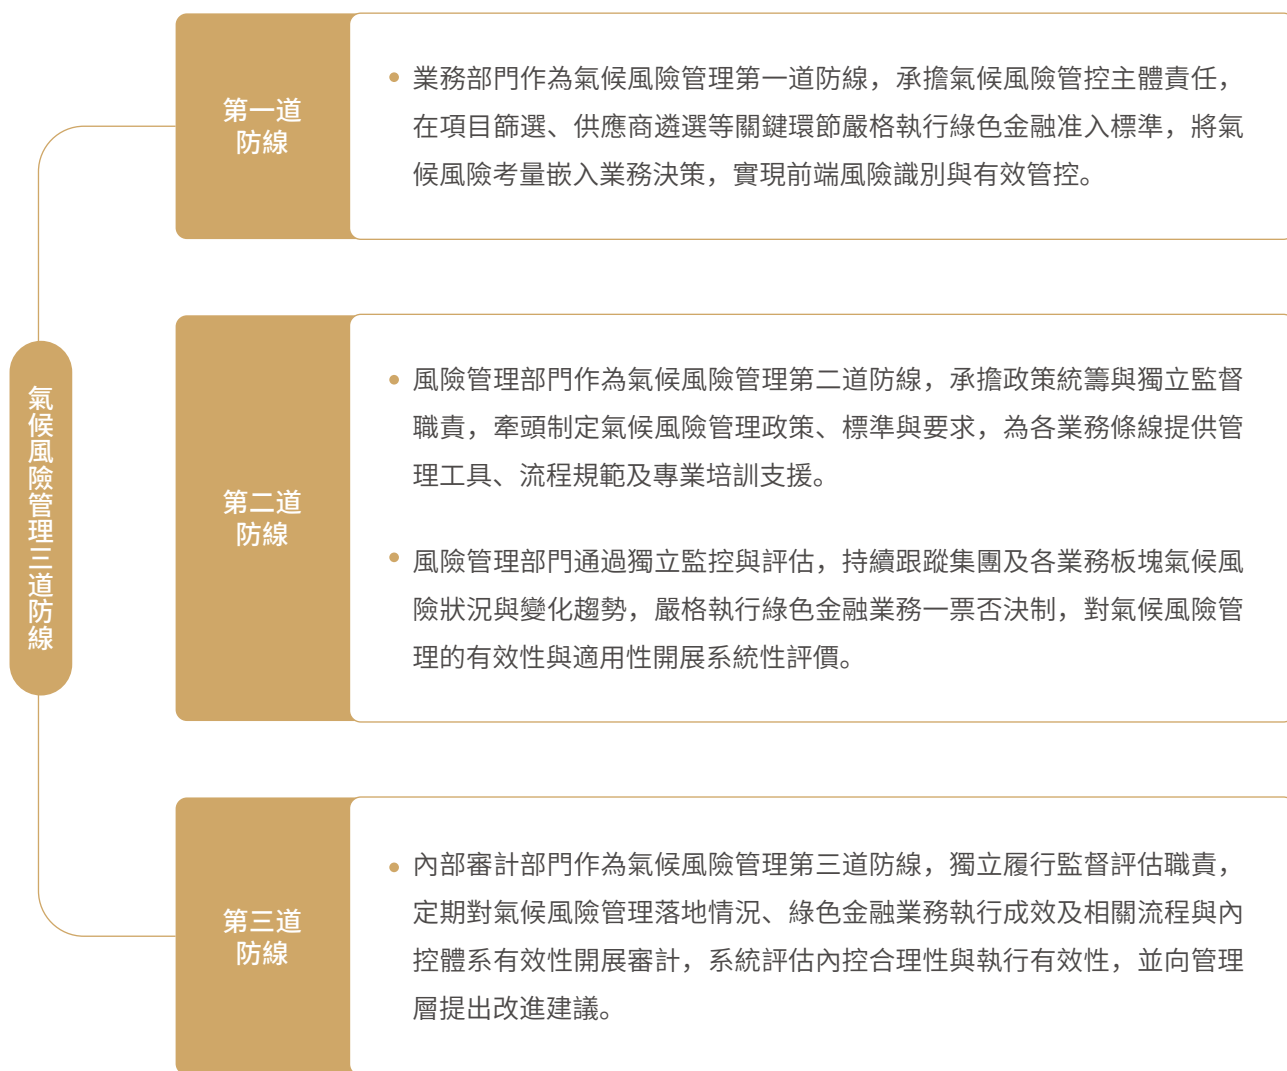 第一道
防線
業務部門作為氣候風險管理第一道防線，承擔氣候風險管控主體責任，
在項目篩選、供應商遴選等關鍵環節嚴格執行綠色金融准入標準，將氣
候風險考量嵌入業務決策，實現前端風險識別與有效管控。
氣候風險管理三道防線
第二道
防線
風險管理部門作為氣候風險管理第二道防線，承擔政策統籌與獨立監督
職責，牽頭制定氣候風險管理政策、標準與要求，為各業務條線提供管
理工具、流程規範及專業培訓支援。
風險管理部門通過獨立監控與評估，持續跟蹤集團及各業務板塊氣候風
險狀況與變化趨勢，嚴格執行綠色金融業務一票否決制，對氣候風險管
理的有效性與適用性開展系統性評價。
第三道
防線
內部審計部門作為氣候風險管理第三道防線，獨立履行監督評估職責，
定期對氣候風險管理落地情況、綠色金融業務執行成效及相關流程與內
控體系有效性開展審計，系統評估內控合理性與執行有效性，並向管理
層提出改進建議。